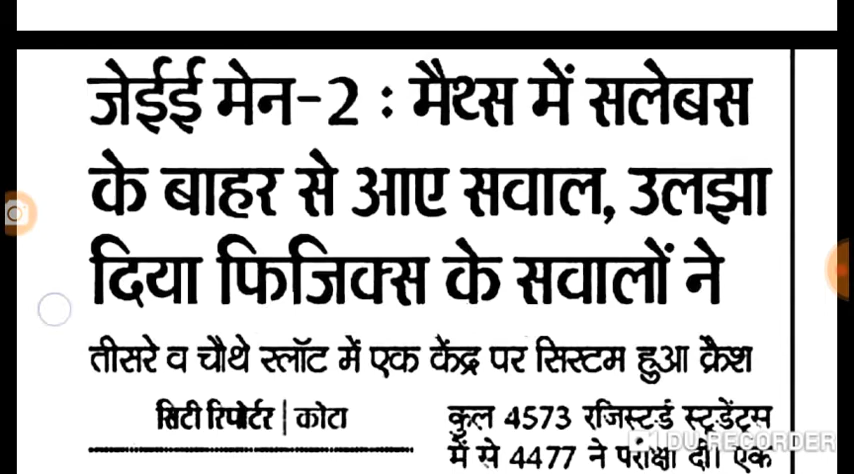 जेईई मेन-2 : मैथ्स में सलेबस
के बाहर से आए सवाल, उलझा
दिया फिजिक्स के सवालों ने
तीसरे व चौथे स्लॉट में एक केंद्र पर सिस्टम हुआ क्रैश
सिटी रिपोर्टर | कोटा
कुल 4573 रजिस्टर्ड स्टूडेंट्स
में से 4477 ने परीक्षा दी। एक
DU RECORDER